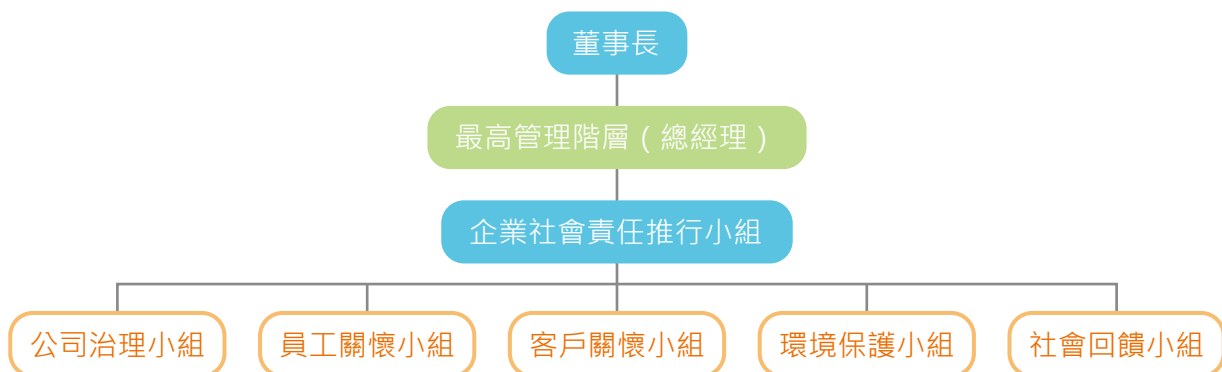 董事長
最高管理階層（總經理）
企業社會責任推行小組
公司治理小組
員工關懷小組
客戶關懷小組
環境保護小組
社會回饋小組